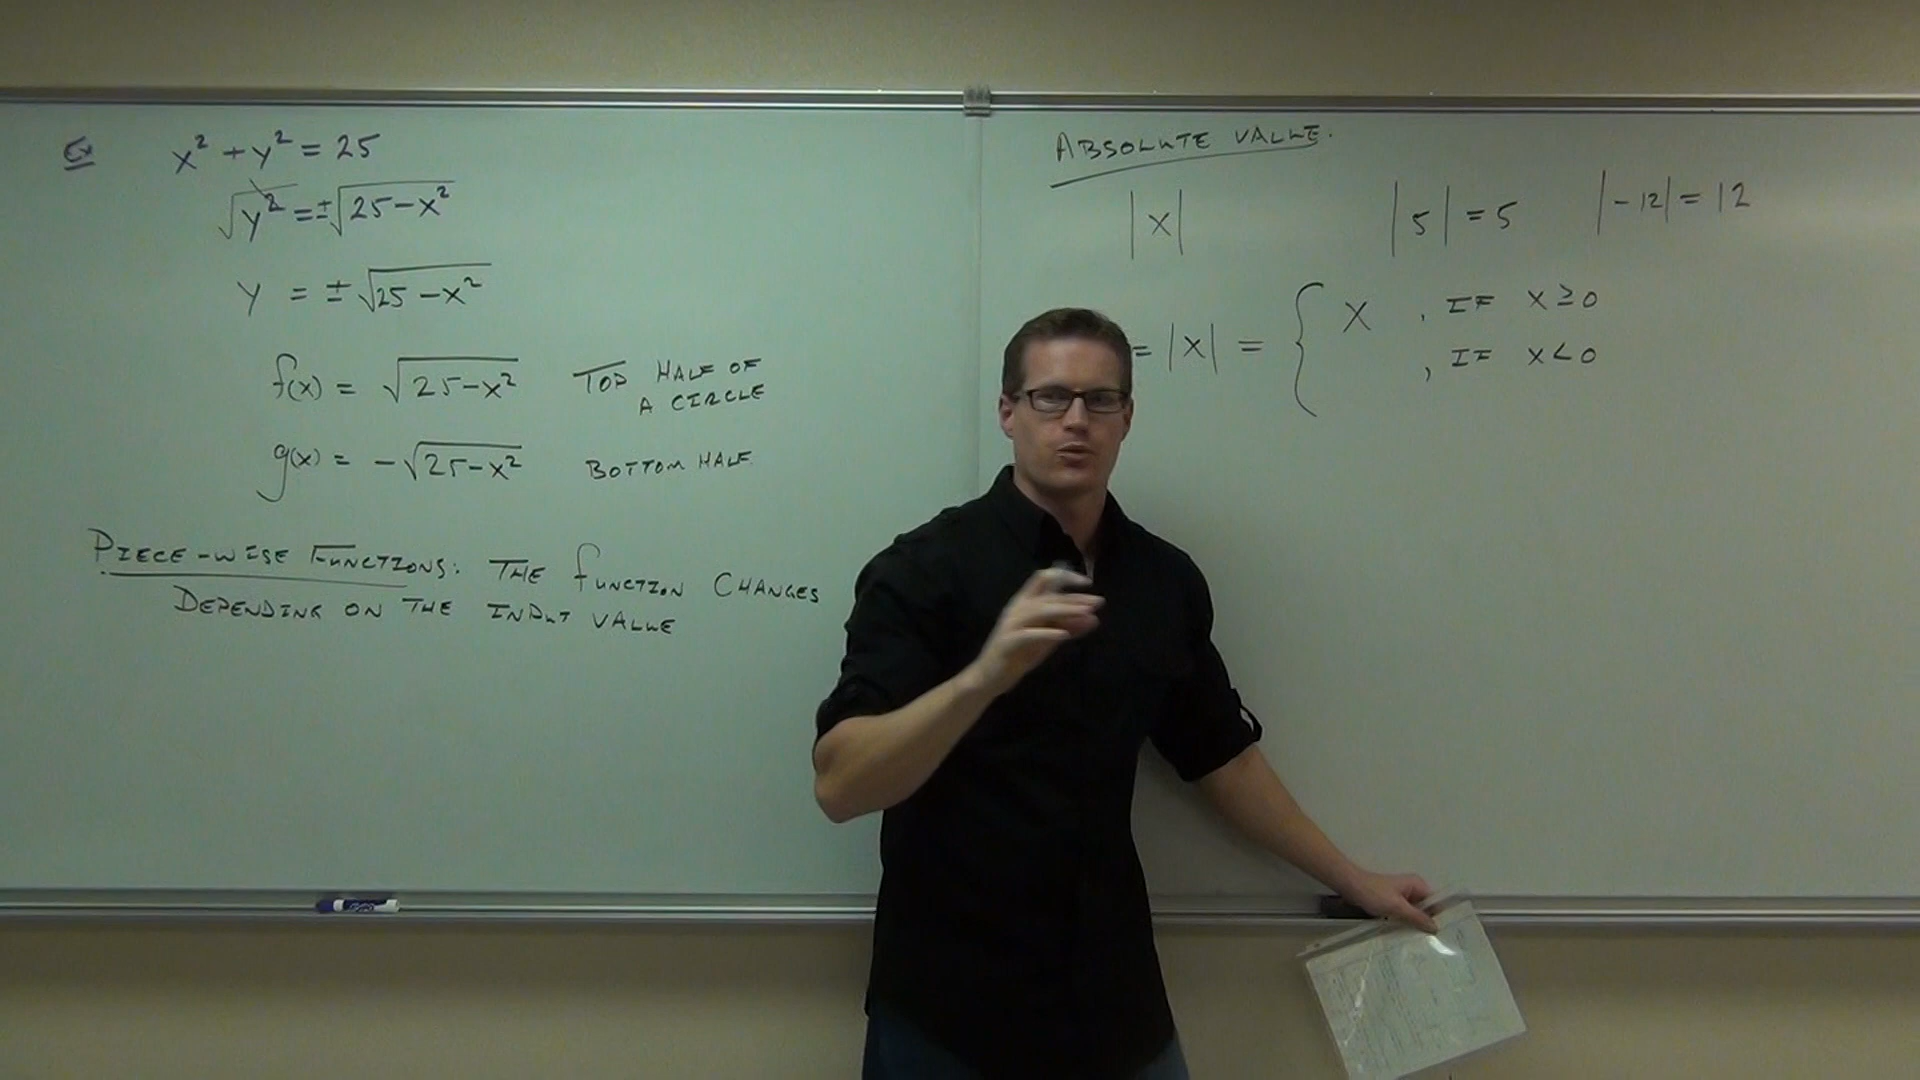 Ex x² + y² = 25
√y² = ±√25-x²
y = ±√25-x²
f(x) = √25-x² TOP HALF OF
A CIRCLE
g(x) = -√25-x² BOTTOM HALF
PIECE-WISE FUNCTIONS: THE FUNCTION CHANGES
DEPENDING ON THE INPUT VALUE
ABSOLUTE VALUE.
|x| |5| = 5 |-12| = 12
= |x| = { x , IF x ≥ 0
, IF x < 0